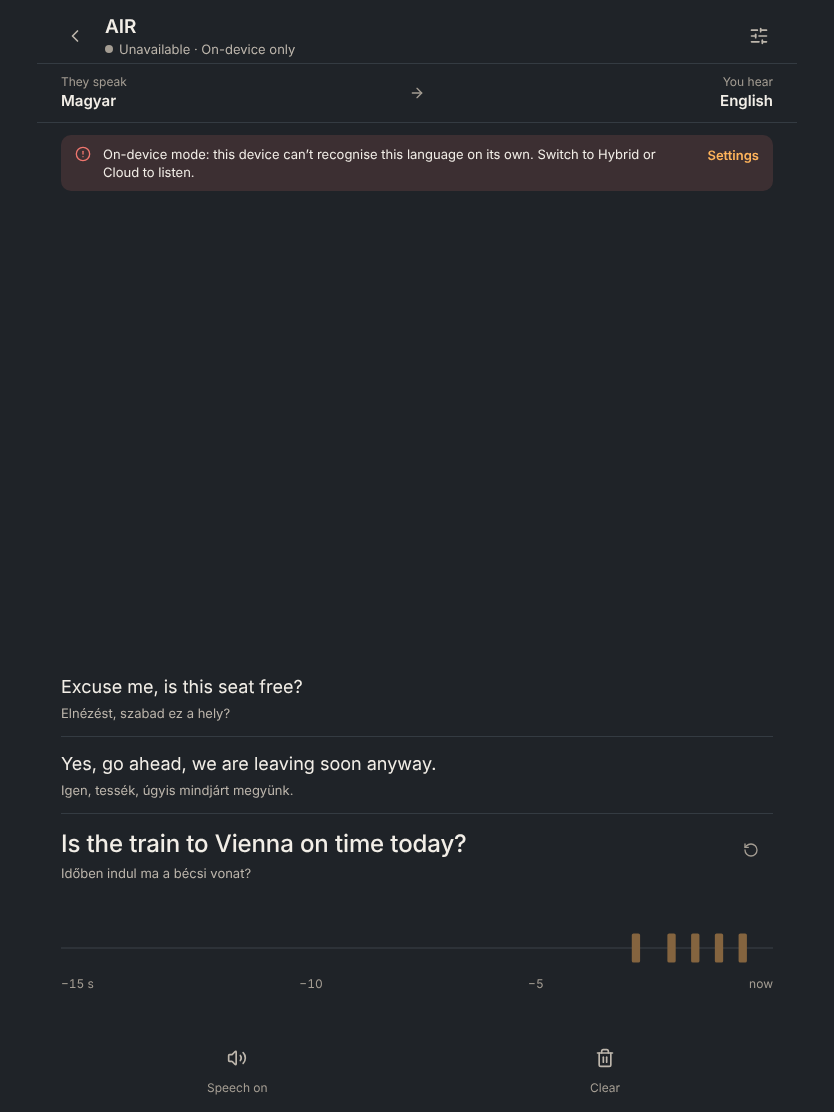 AIR
Unavailable · On-device only
They speak
Magyar
You hear
English
On-device mode: this device can’t recognise this language on its own. Switch to Hybrid or
Cloud to listen.
Settings
Excuse me, is this seat free?
Elnézést, szabad ez a hely?
Yes, go ahead, we are leaving soon anyway.
Igen, tessék, úgyis mindjárt megyünk.
Is the train to Vienna on time today?
Időben indul ma a bécsi vonat?
−15 s
−10
−5
now
Speech on
Clear